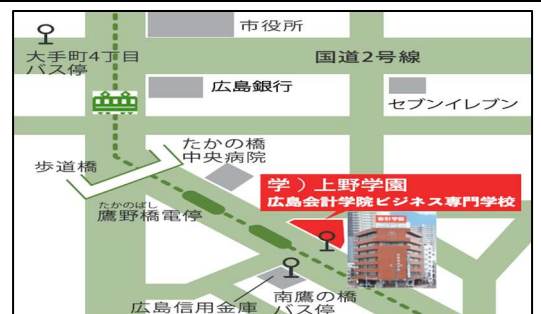 市役所
大手町4丁目
バス停
国道2号線
広島銀行
セブンイレブン
たかの橋
中央病院
歩道橋
学）上野学園
広島会計学院ビジネス専門学校
たかのばし
鷹野橋電停
会計学院
南鷹の橋
バス停
広島信用金庫